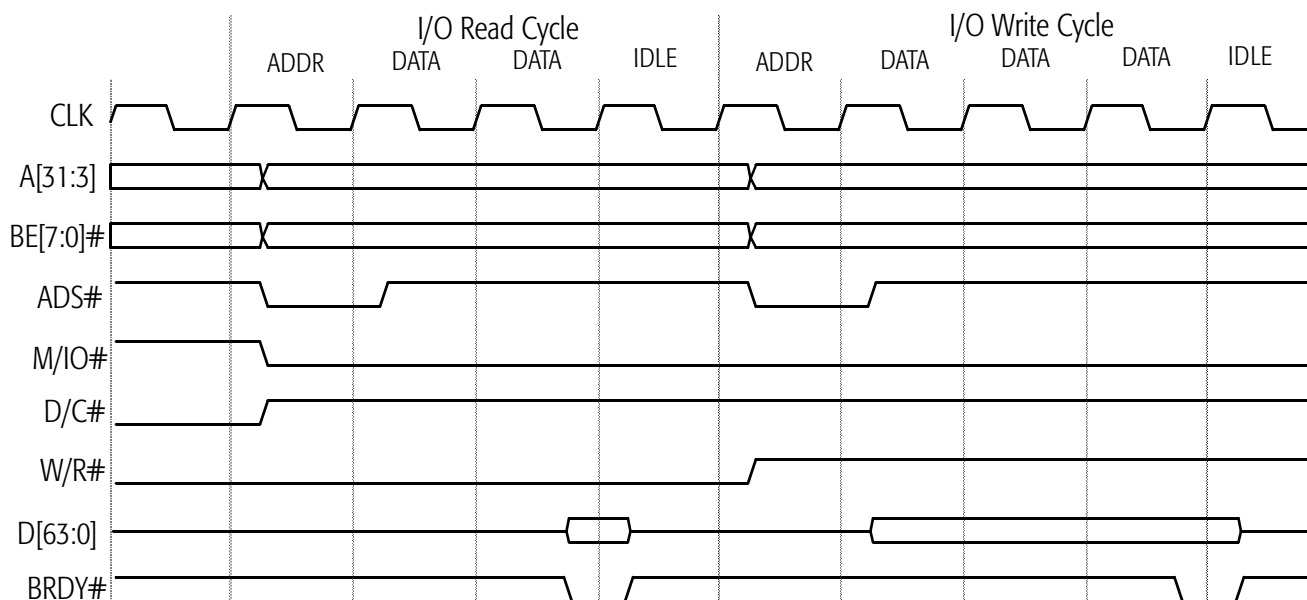 I/O Read Cycle I/O Write Cycle
ADDR DATA DATA IDLE ADDR DATA DATA DATA IDLE
CLK
A[31:3]
BE[7:0]#
ADS#
M/IO#
D/C#
W/R#
D[63:0]
BRDY#